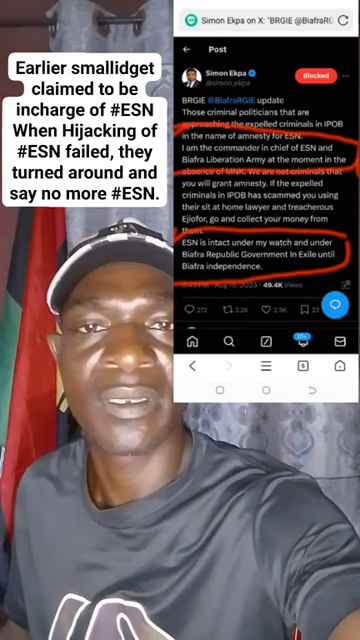 Earlier smallidget
claimed to be
incharge of #ESN
When Hijacking of
#ESN failed, they
turned around and
say no more #ESN.
Simon Ekpa on X: "BRGIE @BiafraRG
Post
Simon Ekpa
@simon_ekpa
Blocked
BRGIE @BiafraRGIE update
Those criminal politicians that are
approaching the expelled criminals in IPOB
in the name of amnesty for ESN.
I am the commander in chief of ESN and
Biafra Liberation Army at the moment in the
absence of MNK. We are not criminals that
you will grant amnesty. If the expelled
criminals in IPOB has scammed you using
their sit at home lawyer and treacherous
Ejiofor, go and collect your money from
them.
ESN is intact under my watch and under
Biafra Republic Government In Exile until
Biafra independence.
2023 · 49.4K Views
272
2.2K
2.5K
23
20+